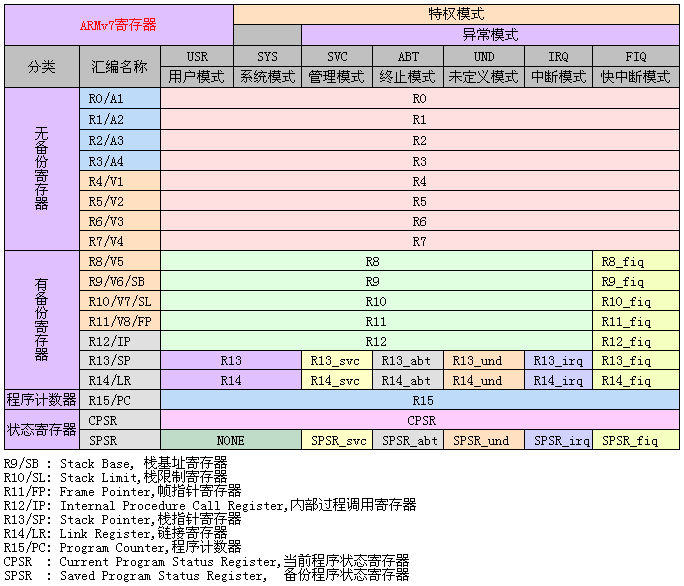 ARMv7寄存器 特权模式
异常模式
分类 汇编名称 USR SYS SVC ABT UND IRQ FIQ
用户模式 系统模式 管理模式 终止模式 未定义模式 中断模式 快中断模式
无备份寄存器 R0/A1 R0
R1/A2 R1
R2/A3 R2
R3/A4 R3
R4/V1 R4
R5/V2 R5
R6/V3 R6
R7/V4 R7
有备份寄存器 R8/V5 R8 R8_fiq
R9/V6/SB R9 R9_fiq
R10/V7/SL R10 R10_fiq
R11/V8/FP R11 R11_fiq
R12/IP R12 R12_fiq
R13/SP R13 R13_svc R13_abt R13_und R13_irq R13_fiq
R14/LR R14 R14_svc R14_abt R14_und R14_irq R14_fiq
程序计数器 R15/PC R15
状态寄存器 CPSR CPSR
SPSR NONE SPSR_svc SPSR_abt SPSR_und SPSR_irq SPSR_fiq
R9/SB : Stack Base, 栈基址寄存器
R10/SL: Stack Limit,栈限制寄存器
R11/FP: Frame Pointer,帧指针寄存器
R12/IP: Internal Procedure Call Register,内部过程调用寄存器
R13/SP: Stack Pointer,栈指针寄存器
R14/LR: Link Register,链接寄存器
R15/PC: Program Counter,程序计数器
CPSR : Current Program Status Register,当前程序状态寄存器
SPSR : Saved Program Status Register, 备份程序状态寄存器